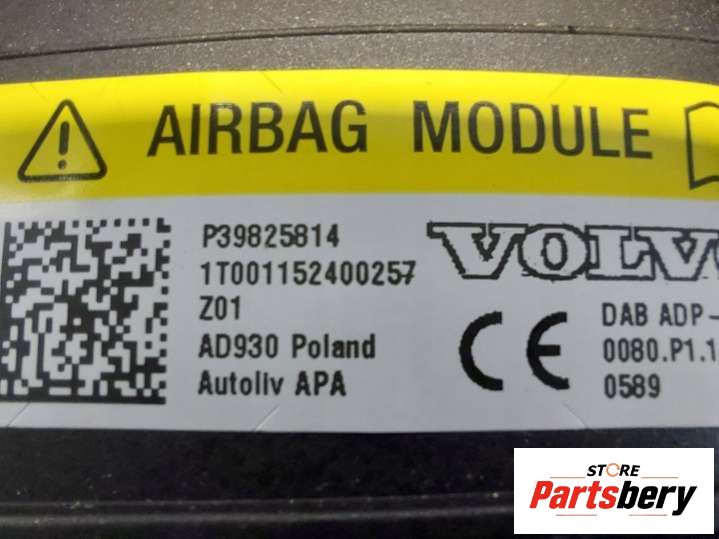 AIRBAG MODULE
P39825814
1T001152400257
Z01
AD930 Poland
Autoliv APA
VOLV
CE
DAB ADP-
0080.P1.1
0589
STORE
Partsbery